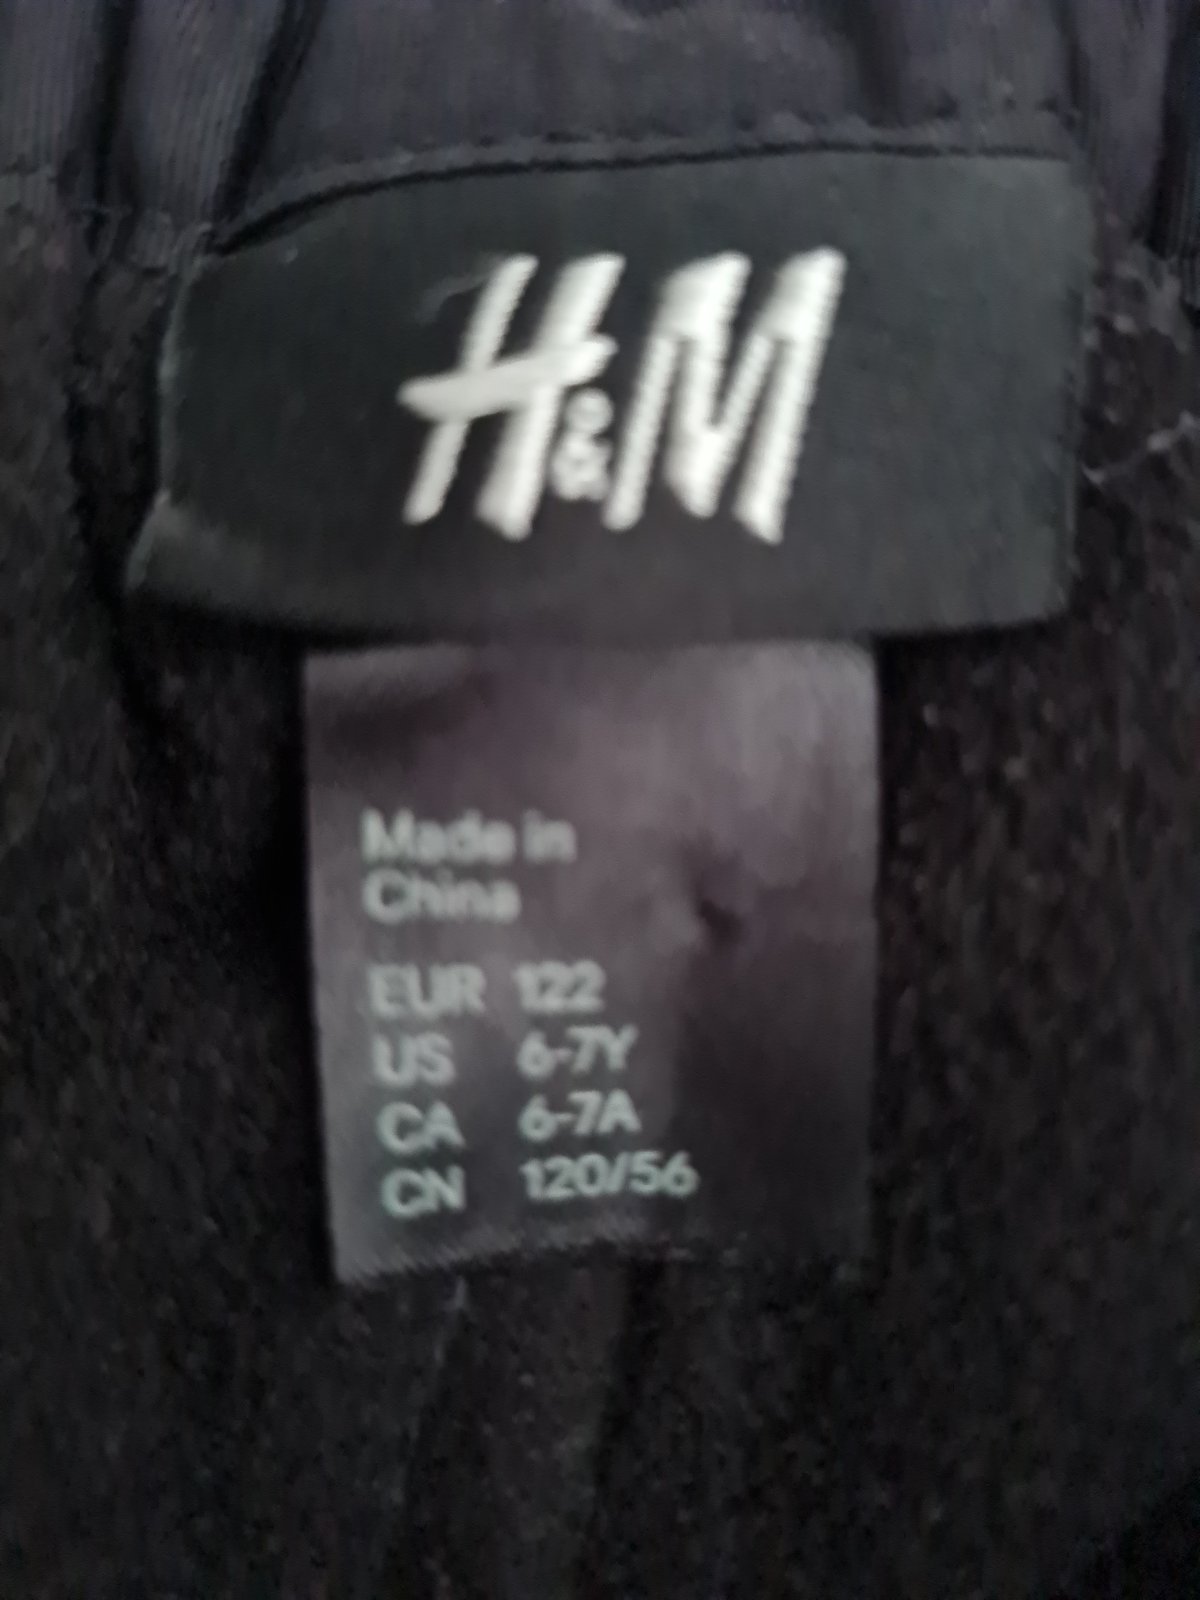 H&M
Made in
China
EUR 122
US 6-7Y
CA 6-7A
CN 120/56